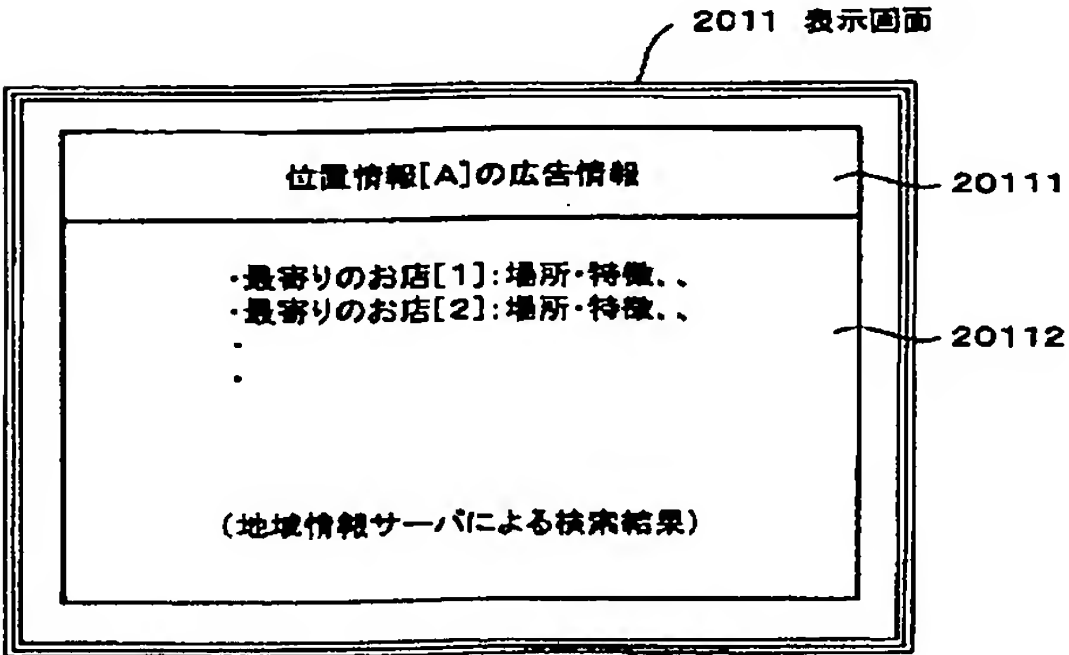 2011 表示画面
位置情報[A]の広告情報
20111
・最寄りのお店[1]:場所・特徴、、
・最寄りのお店[2]:場所・特徴、、
・
・
20112
(地域情報サーバによる検索結果)